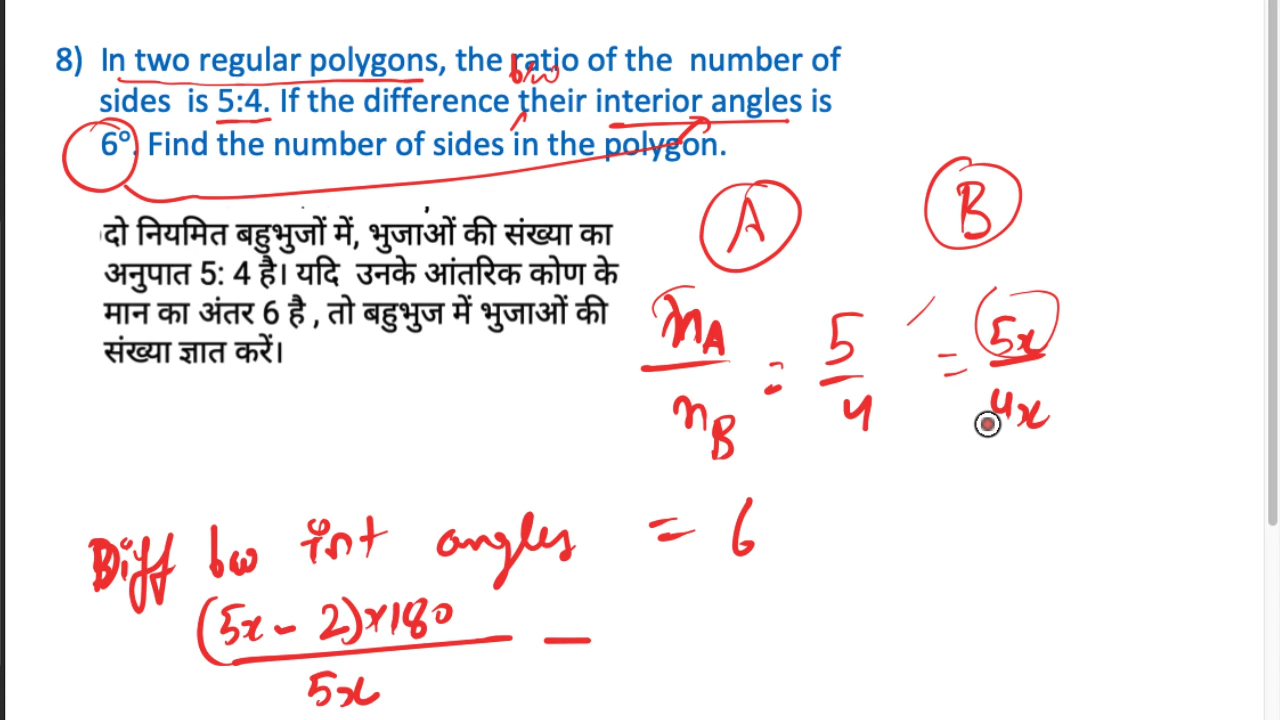 8) In two regular polygons, the ratio of the number of
b/w
sides is 5:4. If the difference their interior angles is
6°. Find the number of sides in the polygon.
दो नियमित बहुभुजों में, भुजाओं की संख्या का
अनुपात 5: 4 है। यदि उनके आंतरिक कोण के
मान का अंतर 6 है , तो बहुभुज में भुजाओं की
संख्या ज्ञात करें।
A B
nA/nB = 5/4 = 5x/4x
Diff bw int angles = 6
(5x - 2)×180 / 5x -